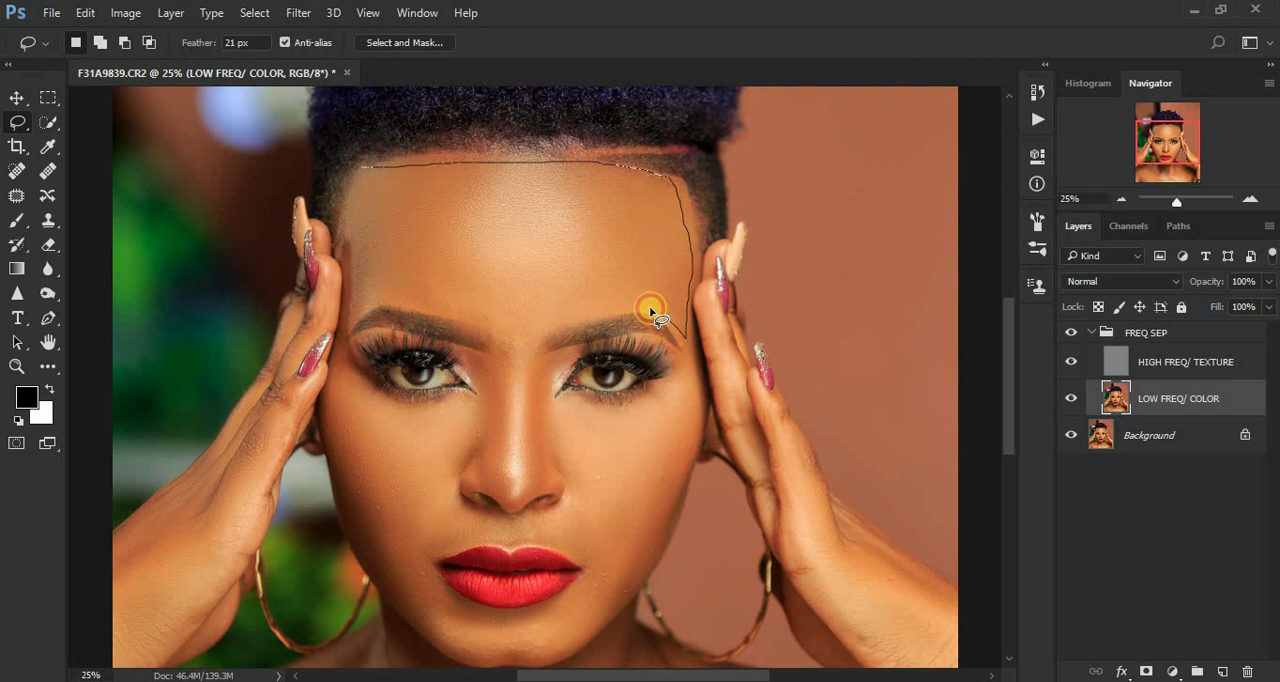 Ps File Edit Image Layer Type Select Filter 3D View Window Help
Feather: 21 px Anti-alias Select and Mask...
F31A9839.CR2 @ 25% (LOW FREQ/ COLOR, RGB/8*) * ×
Histogram Navigator
25%
Layers Channels Paths
Kind
Normal Opacity: 100%
Lock: Fill: 100%
FREQ SEP
HIGH FREQ/ TEXTURE
LOW FREQ/ COLOR
Background
25% Doc: 46.4M/139.3M